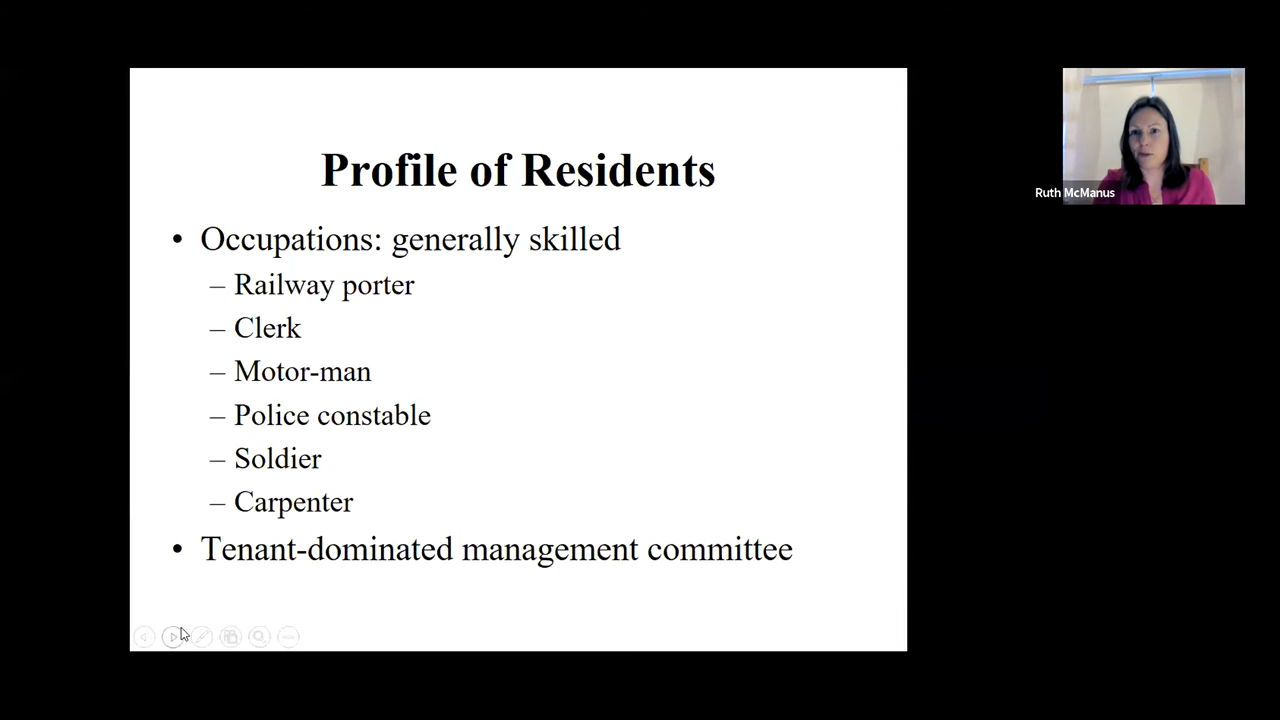 Profile of Residents
• Occupations: generally skilled
– Railway porter
– Clerk
– Motor-man
– Police constable
– Soldier
– Carpenter
• Tenant-dominated management committee
Ruth McManus